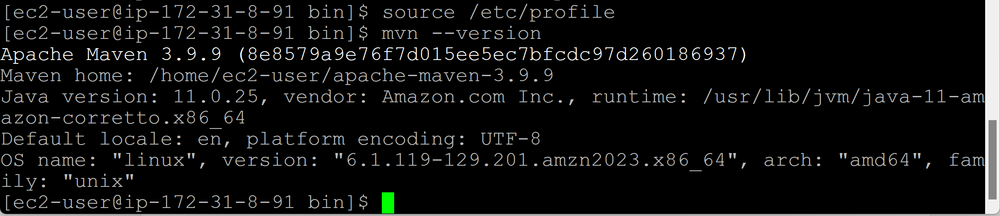 [ec2-user@ip-172-31-8-91 bin]$ source /etc/profile
[ec2-user@ip-172-31-8-91 bin]$ mvn --version
Apache Maven 3.9.9 (8e8579a9e76f7d015ee5ec7bfcdc97d260186937)
Maven home: /home/ec2-user/apache-maven-3.9.9
Java version: 11.0.25, vendor: Amazon.com Inc., runtime: /usr/lib/jvm/java-11-am
azon-corretto.x86_64
Default locale: en, platform encoding: UTF-8
OS name: "linux", version: "6.1.119-129.201.amzn2023.x86_64", arch: "amd64", fam
ily: "unix"
[ec2-user@ip-172-31-8-91 bin]$